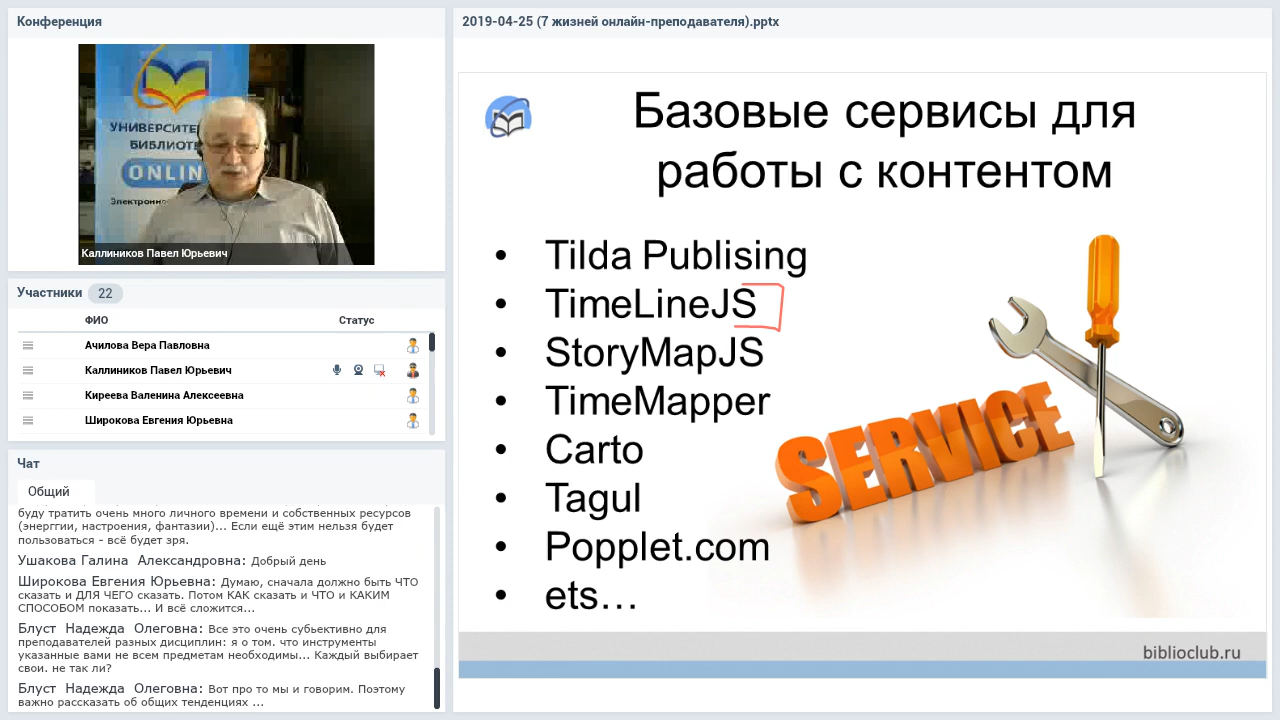 Конференция
УНИВЕРСИТЕ
БИБЛИОТЕ
ONLIN
Электронно
Каллиников Павел Юрьевич
Участники 22
ФИО Статус
Ачилова Вера Павловна
Каллиников Павел Юрьевич
Киреева Валенина Алексеевна
Широкова Евгения Юрьевна
Чат
Общий
буду тратить очень много личного времени и собственных ресурсов
(энерггии, настроения, фантазии)... Если ещё этим нельзя будет
пользоваться - всё будет зря.
Ушакова Галина Александровна: Добрый день
Широкова Евгения Юрьевна: Думаю, сначала должно быть ЧТО
сказать и ДЛЯ ЧЕГО сказать. Потом КАК сказать и ЧТО и КАКИМ
СПОСОБОМ показать... И всё сложится...
Блуст Надежда Олеговна: Все это очень субьективно для
преподавателей разных дисциплин: я о том. что инструменты
указанные вами не всем предметам необходимы... Каждый выбирает
свои. не так ли?
Блуст Надежда Олеговна: Вот про то мы и говорим. Поэтому
важно рассказать об общих тенденциях ...
2019-04-25 (7 жизней онлайн-преподавателя).pptx
Базовые сервисы для
работы с контентом
• Tilda Publising
• TimeLineJS
• StoryMapJS
• TimeMapper
• Carto
• Tagul
• Popplet.com
• ets…
SERVICE
biblioclub.ru